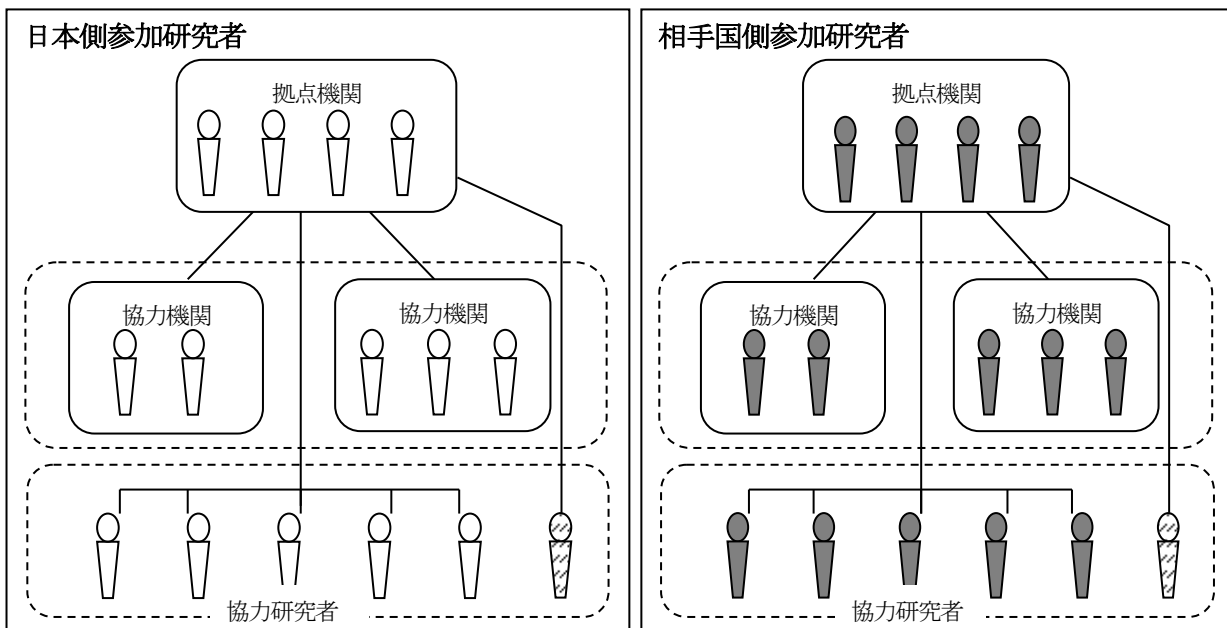 日本側参加研究者
拠点機関
協力機関
協力機関
協力研究者
相手国側参加研究者
拠点機関
協力機関
協力機関
協力研究者